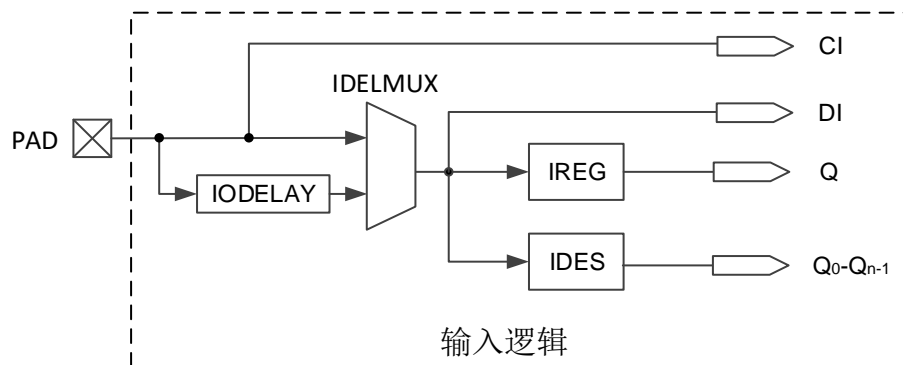 CI
IDELMUX
DI
PAD
IREG
Q
IODELAY
IDES
Q0-Qn-1
输入逻辑